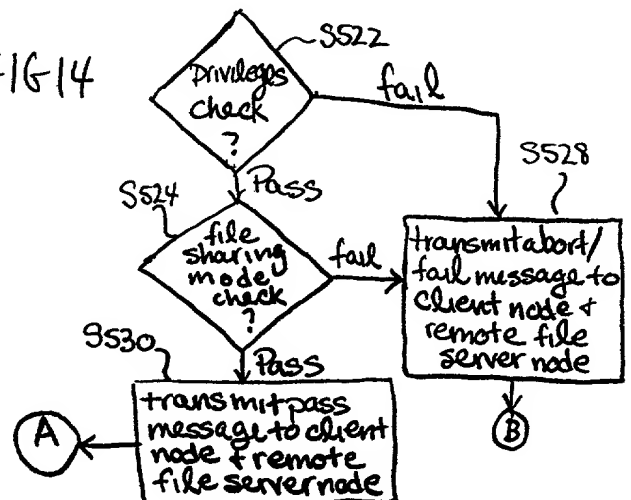 FIG 14
S522
privileges
check
?
fail
Pass
S524
file
sharing
mode
check
?
fail
S528
transmit abort/
fail message to
client node +
remote file
server node
B
S530
Pass
transmit pass
message to client
node + remote
file server node
A